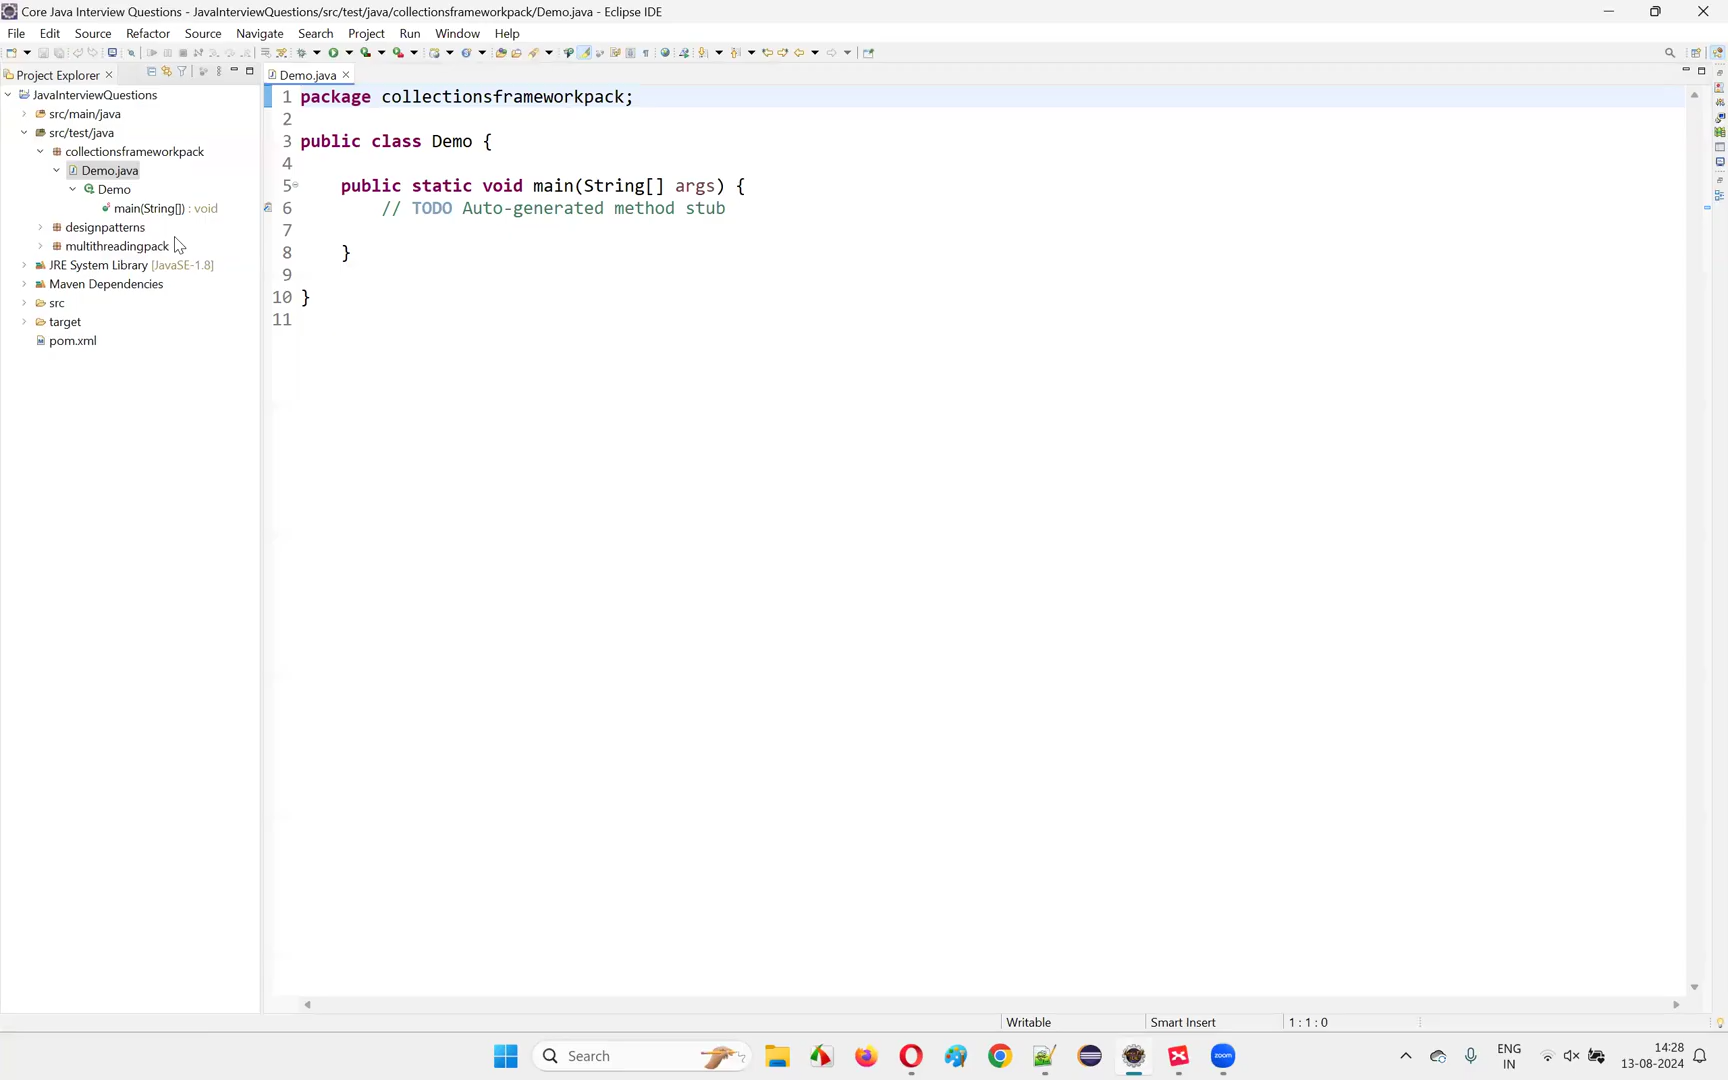 Core Java Interview Questions - JavaInterviewQuestions/src/test/java/collectionsframeworkpack/Demo.java - Eclipse IDE
File Edit Source Refactor Source Navigate Search Project Run Window Help
Project Explorer
Demo.java
JavaInterviewQuestions
src/main/java
src/test/java
collectionsframeworkpack
Demo.java
Demo
main(String[]) : void
designpatterns
multithreadingpack
JRE System Library [JavaSE-1.8]
Maven Dependencies
src
target
pom.xml
1 package collectionsframeworkpack;
2
3 public class Demo {
4
5 public static void main(String[] args) {
6 // TODO Auto-generated method stub
7
8 }
9
10 }
11
Writable Smart Insert 1 : 1 : 0
Search
zoom
ENG
IN
14:28
13-08-2024